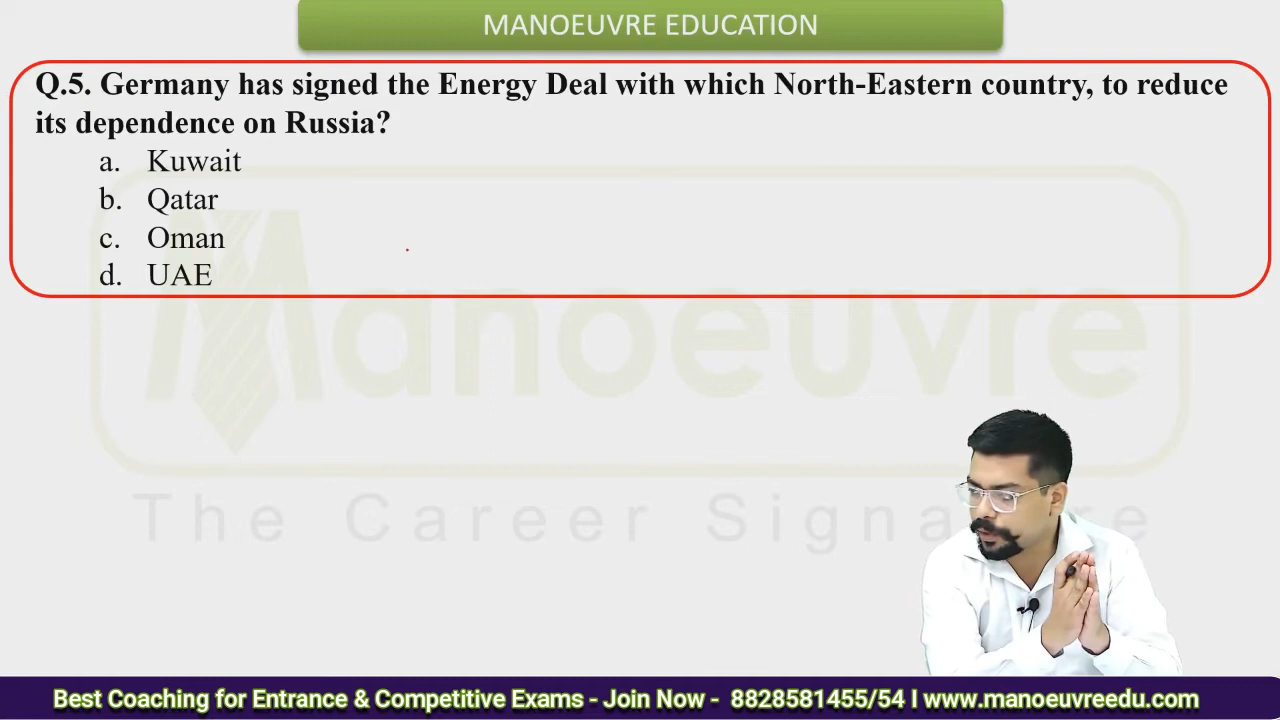 MANOEUVRE EDUCATION
Q.5. Germany has signed the Energy Deal with which North-Eastern country, to reduce
its dependence on Russia?
a. Kuwait
b. Qatar
c. Oman
d. UAE
Manoeuvre
The Career Signature
Best Coaching for Entrance & Competitive Exams - Join Now - 8828581455/54 I www.manoeuvreedu.com